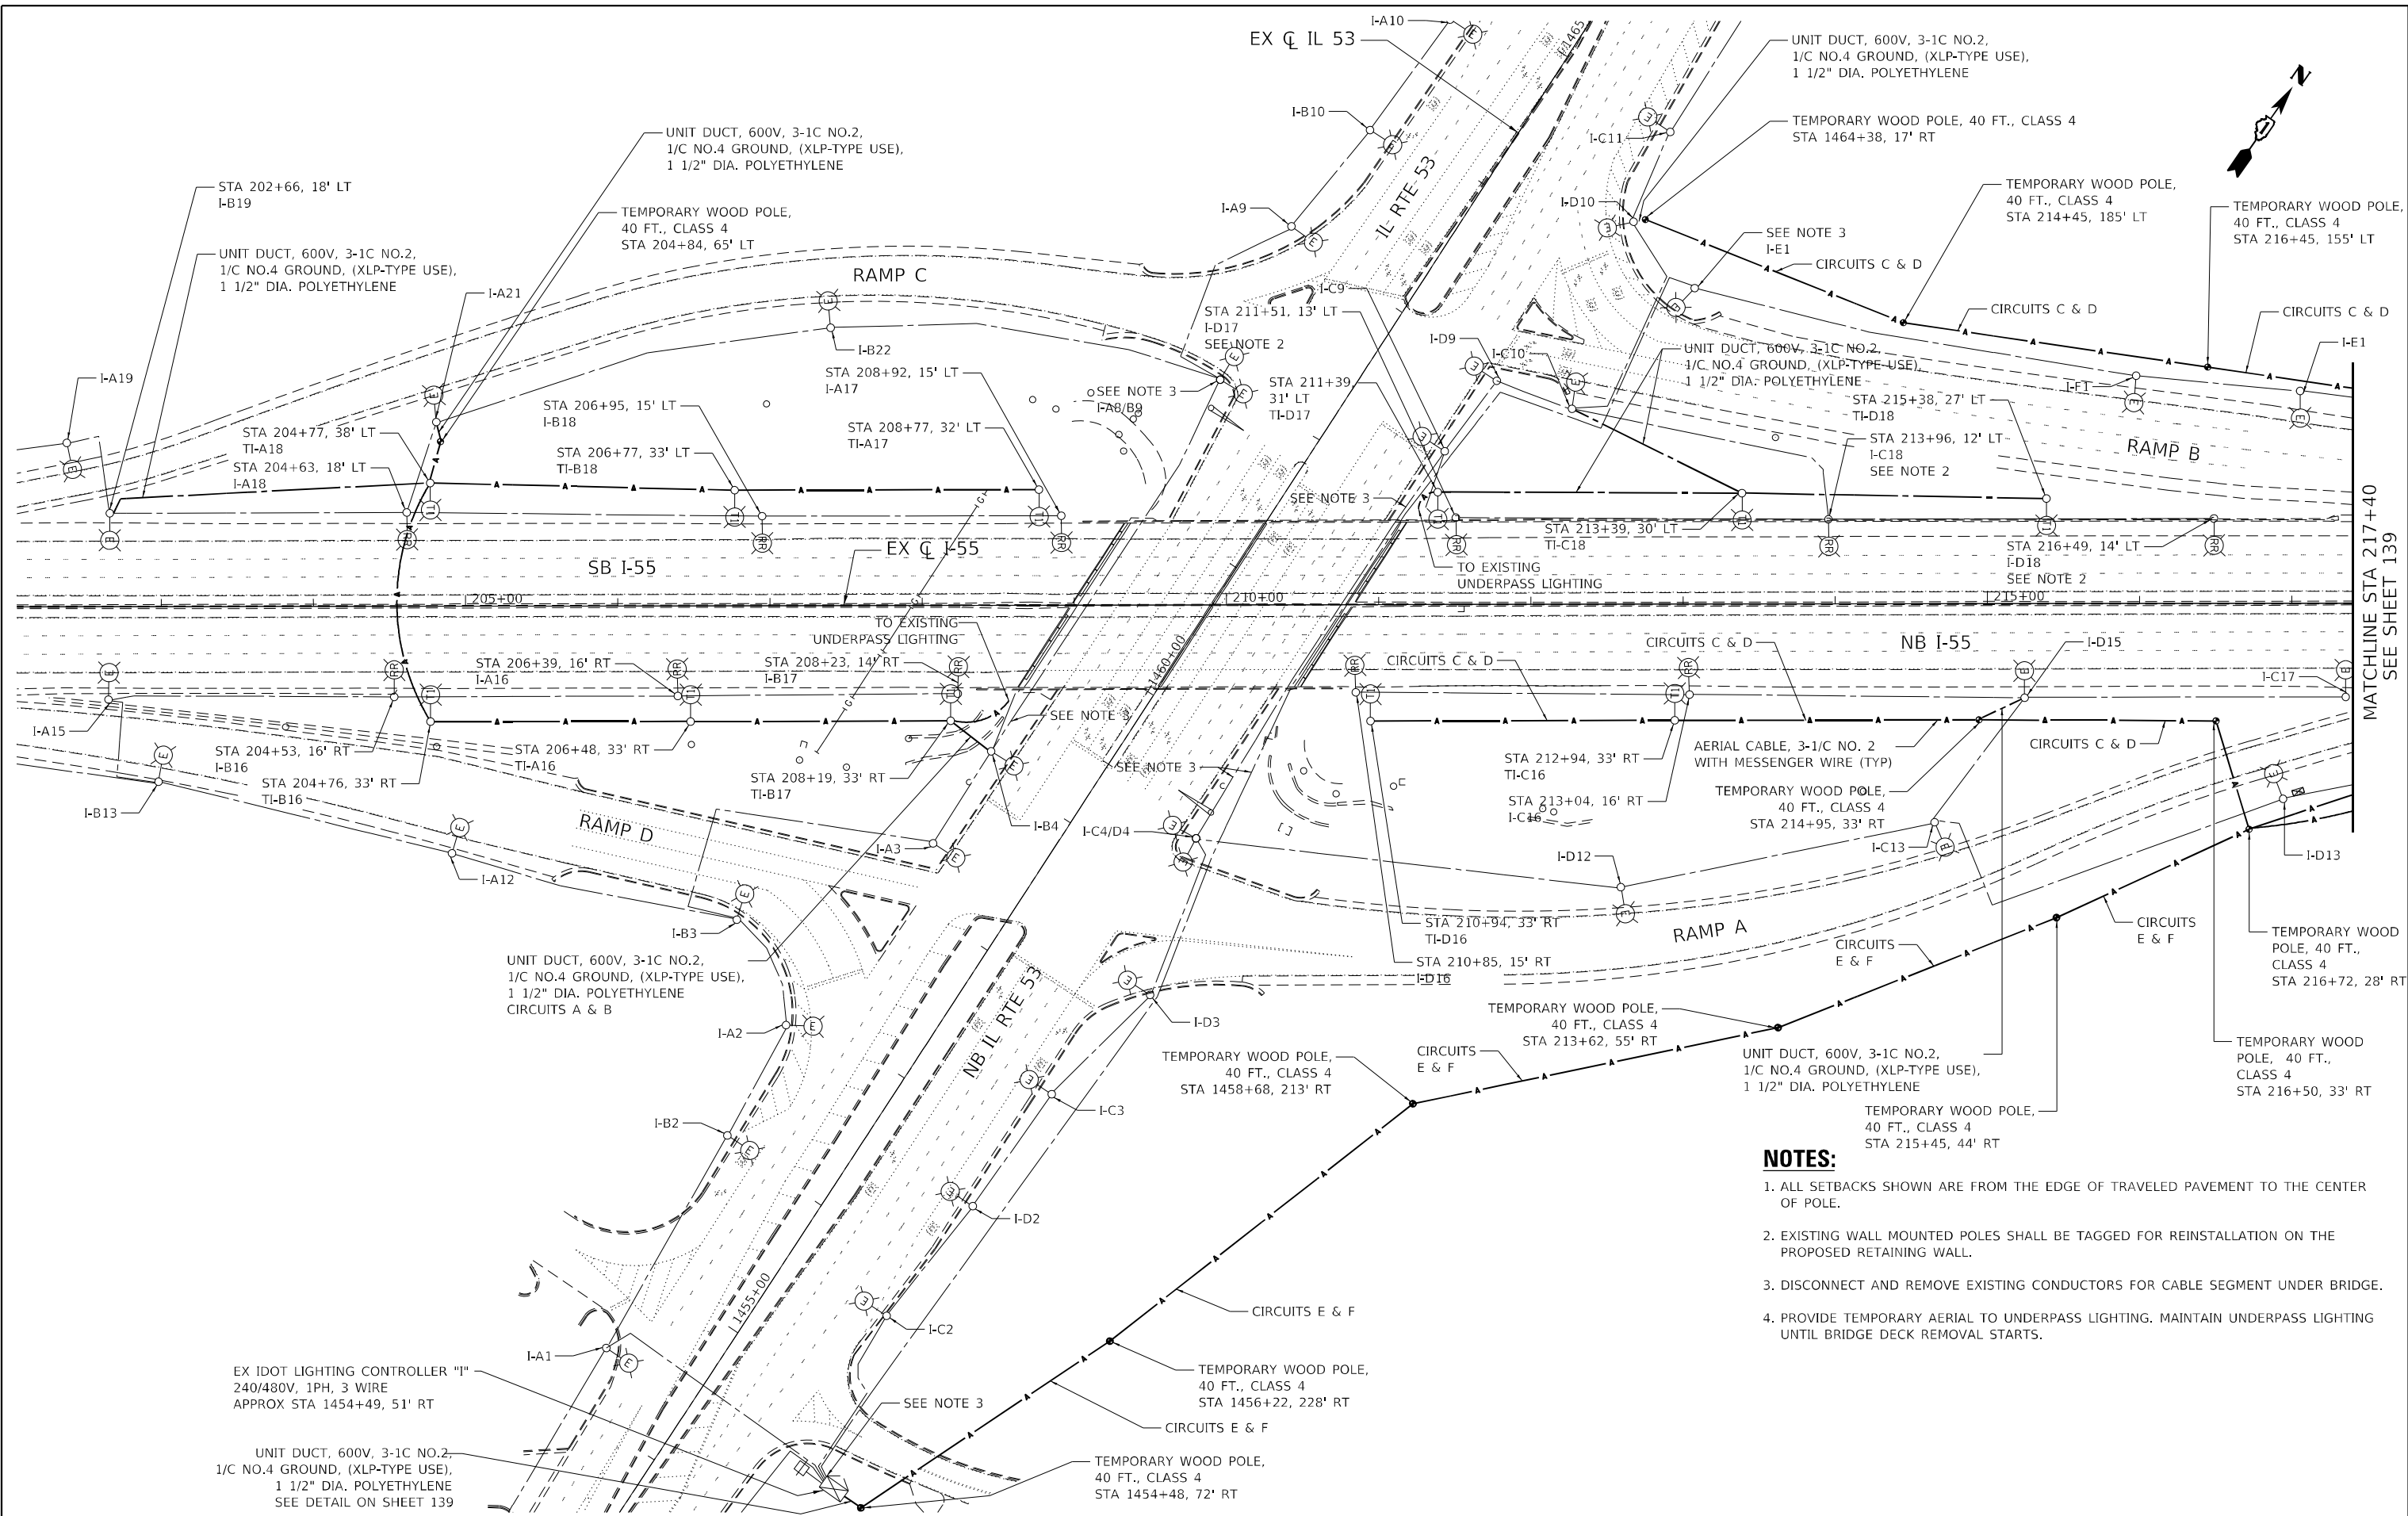 I-A10
EX ℄ IL 53
I-B10
I-A9
IL RTE 53
1465
UNIT DUCT, 600V, 3-1C NO.2,
1/C NO.4 GROUND, (XLP-TYPE USE),
1 1/2" DIA. POLYETHYLENE
TEMPORARY WOOD POLE, 40 FT., CLASS 4
STA 1464+38, 17' RT
I-C11
I-D10
N
TEMPORARY WOOD POLE,
40 FT., CLASS 4
STA 214+45, 185' LT
TEMPORARY WOOD POLE,
40 FT., CLASS 4
STA 216+45, 155' LT
SEE NOTE 3
I-E1
CIRCUITS C & D
CIRCUITS C & D
CIRCUITS C & D
I-E1
I-F1
RAMP B
UNIT DUCT, 600V, 3-1C NO.2,
1/C NO.4 GROUND, (XLP-TYPE USE),
1 1/2" DIA. POLYETHYLENE
STA 202+66, 18' LT
I-B19
UNIT DUCT, 600V, 3-1C NO.2,
1/C NO.4 GROUND, (XLP-TYPE USE),
1 1/2" DIA. POLYETHYLENE
TEMPORARY WOOD POLE,
40 FT., CLASS 4
STA 204+84, 65' LT
I-A21
RAMP C
I-B22
I-A19
STA 204+77, 38' LT
TI-A18
STA 204+63, 18' LT
I-A18
STA 206+95, 15' LT
I-B18
STA 206+77, 33' LT
TI-B18
STA 208+92, 15' LT
I-A17
STA 208+77, 32' LT
TI-A17
SEE NOTE 3
I-A8/B9
STA 211+51, 13' LT
I-D17
SEE NOTE 2
I-C9
STA 211+39,
31' LT
TI-D17
I-D9
I-C10
UNIT DUCT, 600V, 3-1C NO.2,
1/C NO.4 GROUND, (XLP-TYPE USE),
1 1/2" DIA. POLYETHYLENE
STA 215+38, 27' LT
TI-D18
STA 213+96, 12' LT
I-C18
SEE NOTE 2
SEE NOTE 3
STA 213+39, 30' LT
TI-C18
STA 216+49, 14' LT
I-D18
SEE NOTE 2
TO EXISTING
UNDERPASS LIGHTING
EX ℄ I-55
SB I-55
205+00
210+00
215+00
MATCHLINE STA 217+40
SEE SHEET 139
TO EXISTING
UNDERPASS LIGHTING
1460+00
NB I-55
CIRCUITS C & D
CIRCUITS C & D
I-D15
I-C17
STA 206+39, 16' RT
I-A16
STA 208+23, 14' RT
I-B17
SEE NOTE 3
I-A15
STA 204+53, 16' RT
I-B16
STA 204+76, 33' RT
TI-B16
STA 206+48, 33' RT
TI-A16
STA 208+19, 33' RT
TI-B17
SEE NOTE 3
STA 212+94, 33' RT
TI-C16
STA 213+04, 16' RT
I-C16
AERIAL CABLE, 3-1/C NO. 2
WITH MESSENGER WIRE (TYP)
CIRCUITS C & D
TEMPORARY WOOD POLE,
40 FT., CLASS 4
STA 214+95, 33' RT
I-B13
RAMP D
I-B4
I-C4/D4
I-A3
I-A12
I-D12
I-C13
I-D13
I-B3
RAMP A
STA 210+94, 33' RT
TI-D16
STA 210+85, 15' RT
I-D16
CIRCUITS
E & F
CIRCUITS
E & F
TEMPORARY WOOD
POLE, 40 FT.,
CLASS 4
STA 216+72, 28' RT
UNIT DUCT, 600V, 3-1C NO.2,
1/C NO.4 GROUND, (XLP-TYPE USE),
1 1/2" DIA. POLYETHYLENE
CIRCUITS A & B
I-A2
NB IL RTE 53
I-D3
TEMPORARY WOOD POLE,
40 FT., CLASS 4
STA 213+62, 55' RT
TEMPORARY WOOD POLE,
40 FT., CLASS 4
STA 1458+68, 213' RT
CIRCUITS
E & F
UNIT DUCT, 600V, 3-1C NO.2,
1/C NO.4 GROUND, (XLP-TYPE USE),
1 1/2" DIA. POLYETHYLENE
TEMPORARY WOOD
POLE, 40 FT.,
CLASS 4
STA 216+50, 33' RT
TEMPORARY WOOD POLE,
40 FT., CLASS 4
STA 215+45, 44' RT
I-C3
I-B2
I-D2
1455+00
I-C2
I-A1
CIRCUITS E & F
TEMPORARY WOOD POLE,
40 FT., CLASS 4
STA 1456+22, 228' RT
CIRCUITS E & F
SEE NOTE 3
TEMPORARY WOOD POLE,
40 FT., CLASS 4
STA 1454+48, 72' RT
EX IDOT LIGHTING CONTROLLER "I"
240/480V, 1PH, 3 WIRE
APPROX STA 1454+49, 51' RT
UNIT DUCT, 600V, 3-1C NO.2,
1/C NO.4 GROUND, (XLP-TYPE USE),
1 1/2" DIA. POLYETHYLENE
SEE DETAIL ON SHEET 139
NOTES:
1. ALL SETBACKS SHOWN ARE FROM THE EDGE OF TRAVELED PAVEMENT TO THE CENTER
OF POLE.
2. EXISTING WALL MOUNTED POLES SHALL BE TAGGED FOR REINSTALLATION ON THE
PROPOSED RETAINING WALL.
3. DISCONNECT AND REMOVE EXISTING CONDUCTORS FOR CABLE SEGMENT UNDER BRIDGE.
4. PROVIDE TEMPORARY AERIAL TO UNDERPASS LIGHTING. MAINTAIN UNDERPASS LIGHTING
UNTIL BRIDGE DECK REMOVAL STARTS.